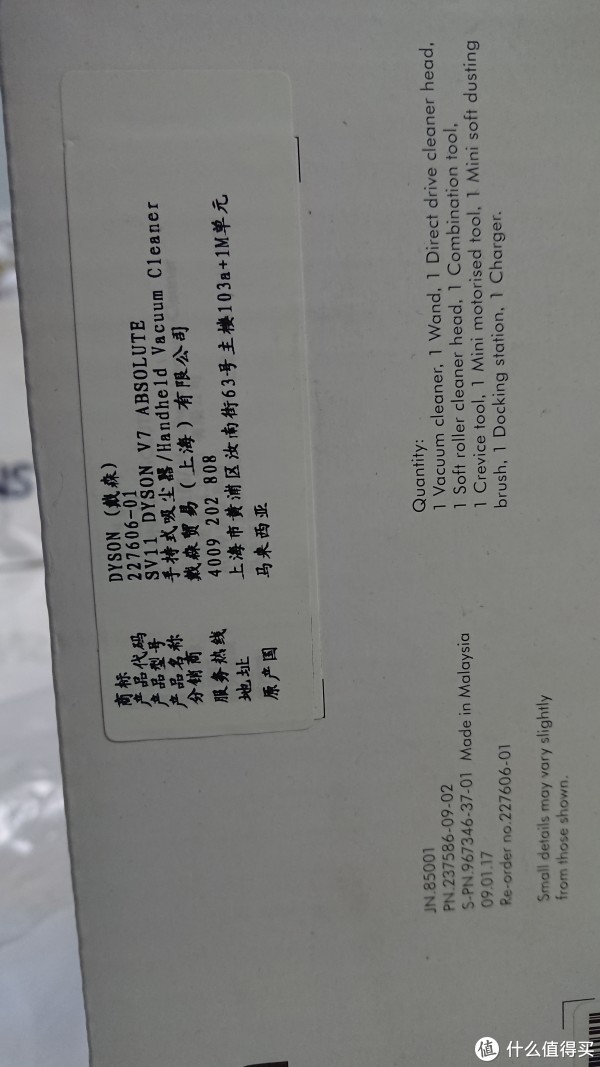 商标 DYSON (戴森)
产品代码 227606-01
产品型号 SV11 DYSON V7 ABSOLUTE
产品名称 手持式吸尘器/Handheld Vacuum Cleaner
分销商 戴森贸易(上海)有限公司
服务热线 4009 202 808
地址 上海市黄浦区汝南街63号主楼103a+1M单元
原产国 马来西亚
Quantity:
1 Vacuum cleaner, 1 Wand, 1 Direct drive cleaner head,
1 Soft roller cleaner head, 1 Combination tool,
1 Crevice tool, 1 Mini motorised tool, 1 Mini soft dusting
brush, 1 Docking station, 1 Charger.
JN.85001
PN.237586-09-02
S-PN.967346-37-01 Made in Malaysia
09.01.17
Re-order no.227606-01
Small details may vary slightly
from those shown.
值 什么值得买